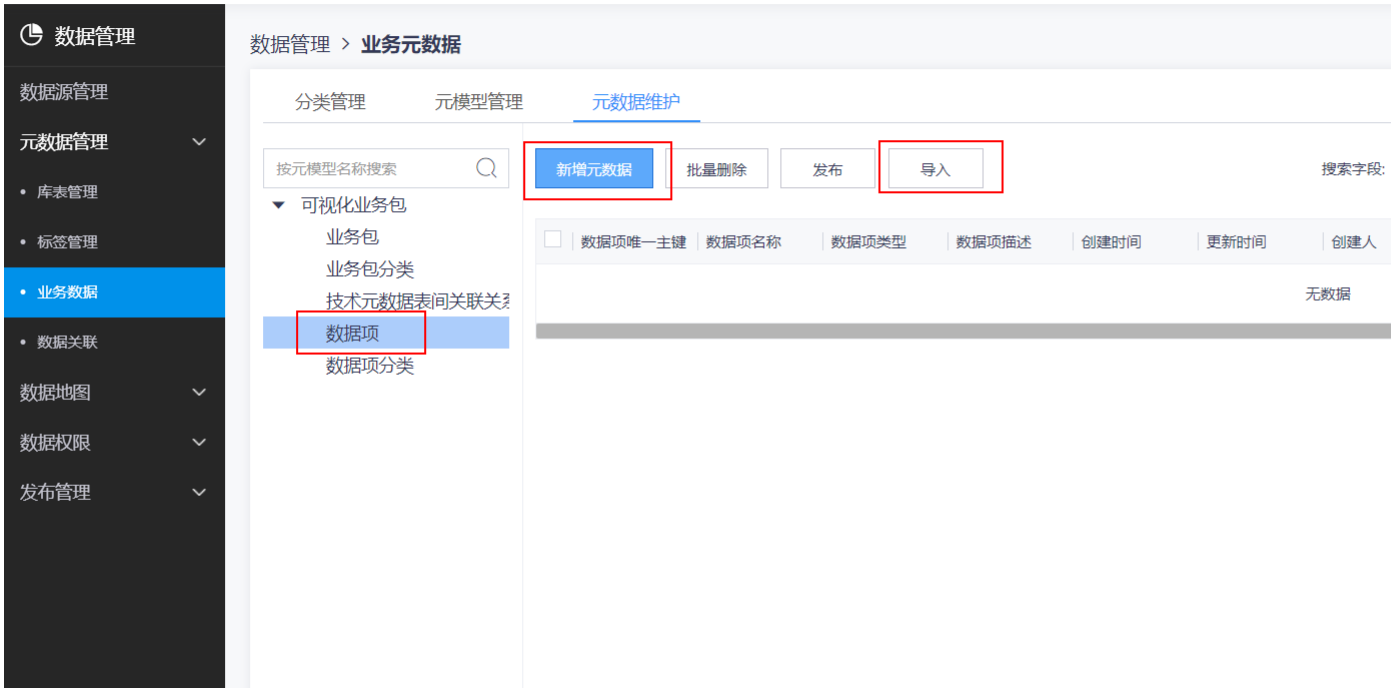 数据管理
数据源管理
元数据管理
• 库表管理
• 标签管理
• 业务数据
• 数据关联
数据地图
数据权限
发布管理
数据管理 > 业务元数据
分类管理 元模型管理 元数据维护
按元模型名称搜索
可视化业务包
业务包
业务包分类
技术元数据表间关联关系
数据项
数据项分类
新增元数据 批量删除 发布 导入 搜索字段:
数据项唯一主键 数据项名称 数据项类型 数据项描述 创建时间 更新时间 创建人
无数据